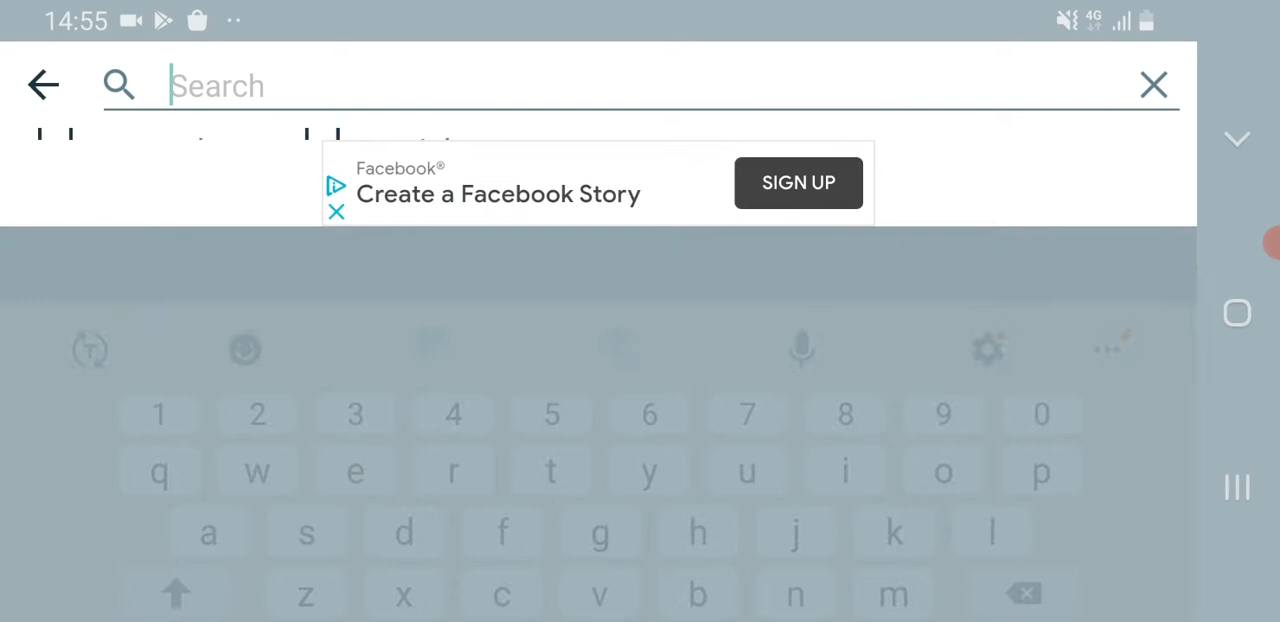 14:55
4G
Search
Facebook®
Create a Facebook Story
SIGN UP
1 2 3 4 5 6 7 8 9 0
q w e r t y u i o p
a s d f g h j k l
z x c v b n m